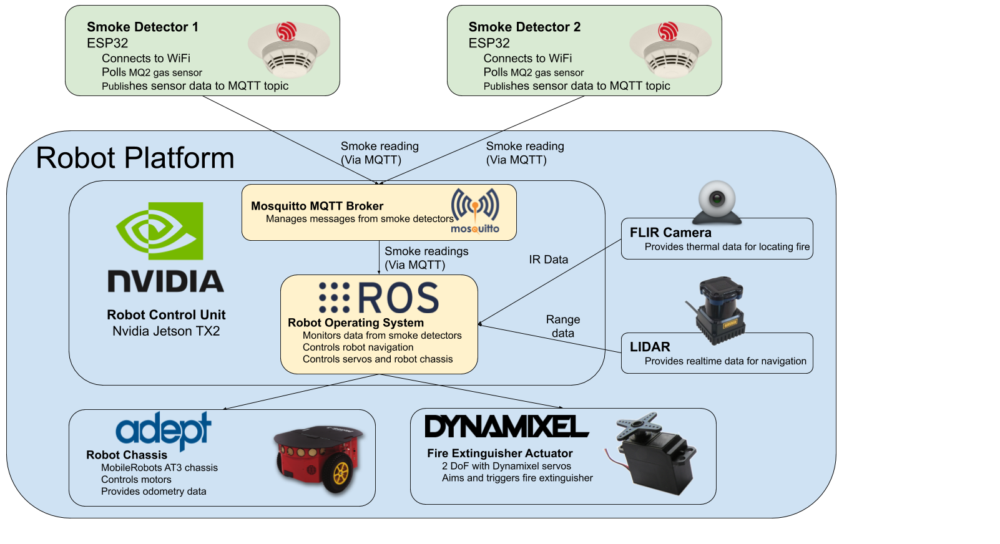 Smoke Detector 1
ESP32
Connects to WiFi
Polls MQ2 gas sensor
Publishes sensor data to MQTT topic
Smoke Detector 2
ESP32
Connects to WiFi
Polls MQ2 gas sensor
Publishes sensor data to MQTT topic
Robot Platform
Smoke reading
(Via MQTT)
Smoke reading
(Via MQTT)
Mosquitto MQTT Broker
Manages messages from smoke detectors
mosquitto
NVIDIA
Robot Control Unit
Nvidia Jetson TX2
Smoke readings
(Via MQTT)
IR Data
FLIR Camera
Provides thermal data for locating fire
ROS
Robot Operating System
Monitors data from smoke detectors
Controls robot navigation
Controls servos and robot chassis
Range
data
LIDAR
Provides realtime data for navigation
adept
Robot Chassis
MobileRobots AT3 chassis
Controls motors
Provides odometry data
DYNAMIXEL
Fire Extinguisher Actuator
2 DoF with Dynamixel servos
Aims and triggers fire extinguisher